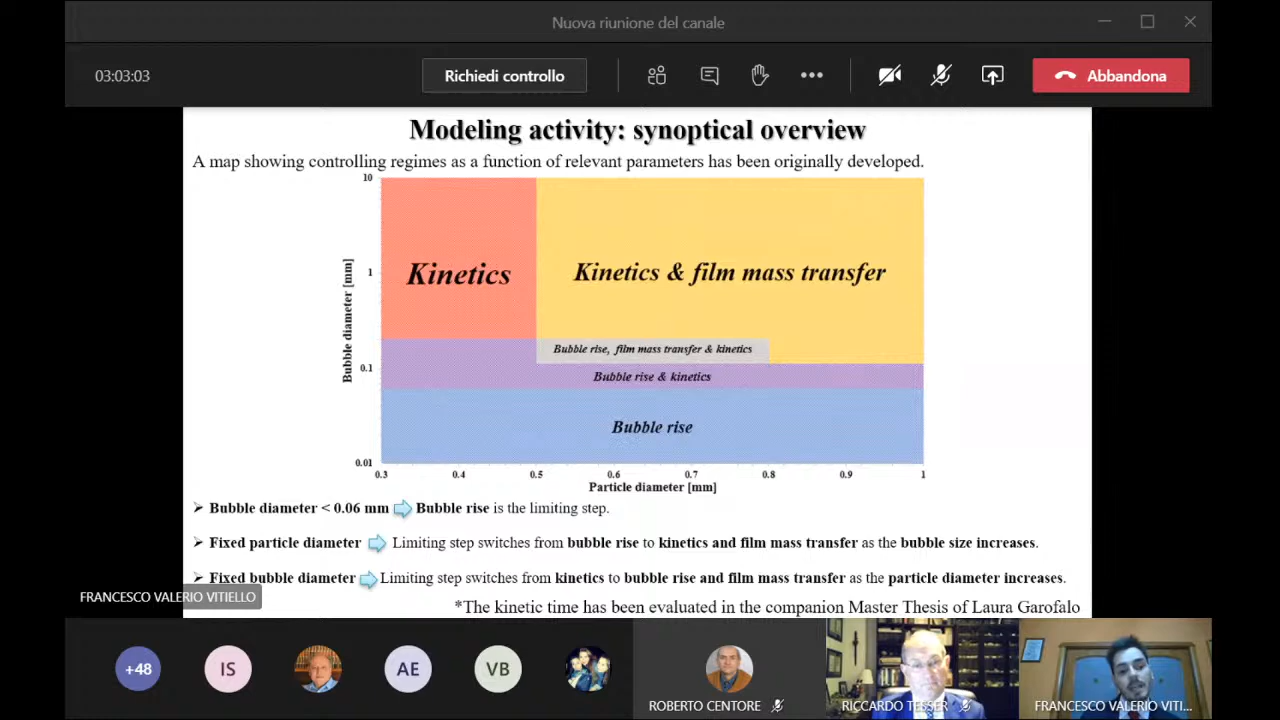 Nuova riunione del canale
03:03:03
Richiedi controllo
Abbandona
Modeling activity: synoptical overview
A map showing controlling regimes as a function of relevant parameters has been originally developed.
10
1
0.1
0.01
Bubble diameter [mm]
Kinetics
Kinetics & film mass transfer
Bubble rise, film mass transfer & kinetics
Bubble rise & kinetics
Bubble rise
0.3 0.4 0.5 0.6 0.7 0.8 0.9 1
Particle diameter [mm]
➢ Bubble diameter < 0.06 mm ⇨ Bubble rise is the limiting step.
➢ Fixed particle diameter ⇨ Limiting step switches from bubble rise to kinetics and film mass transfer as the bubble size increases.
➢ Fixed bubble diameter ⇨ Limiting step switches from kinetics to bubble rise and film mass transfer as the particle diameter increases.
FRANCESCO VALERIO VITIELLO
*The kinetic time has been evaluated in the companion Master Thesis of Laura Garofalo
+48
IS
AE
VB
ROBERTO CENTORE
RICCARDO TESSER
FRANCESCO VALERIO VITI...